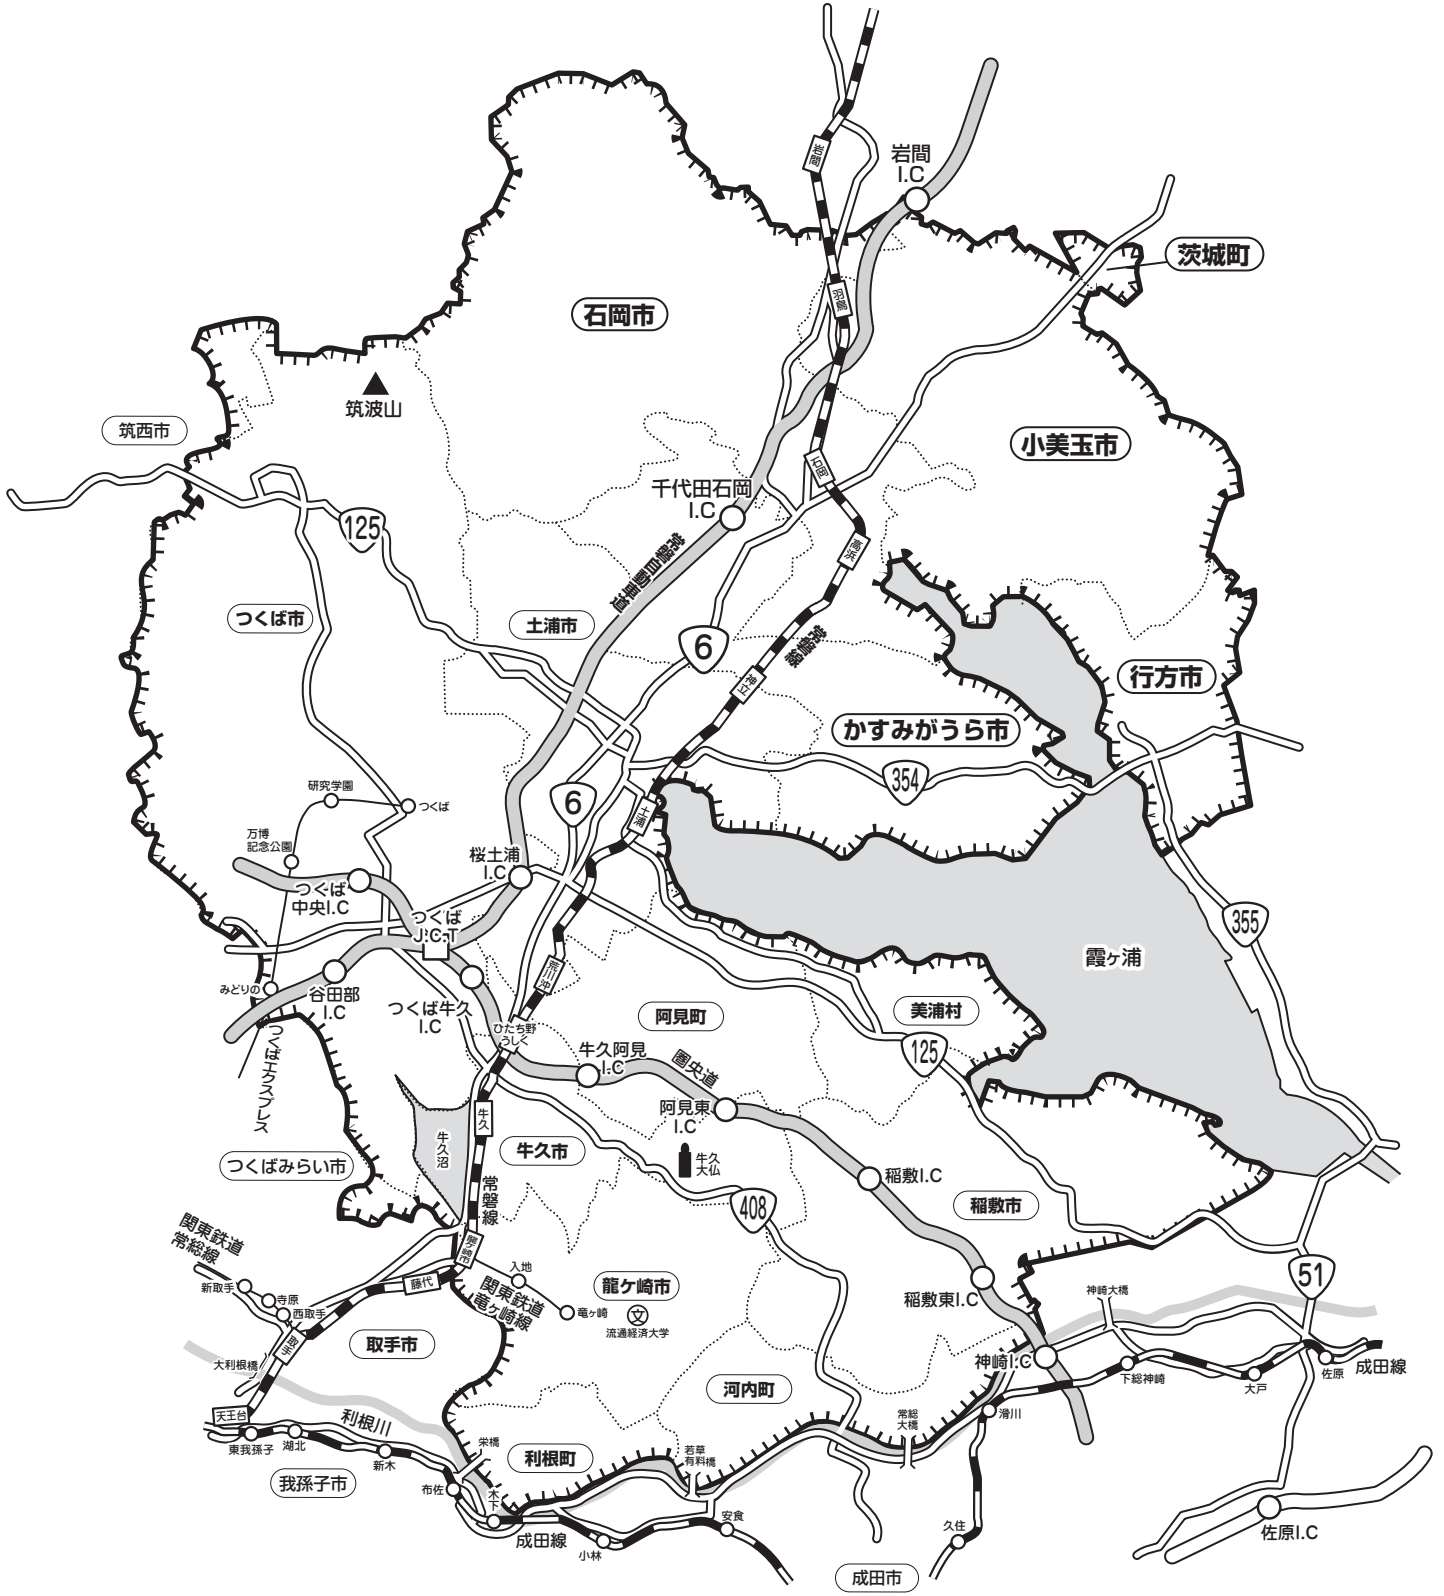 岩間
岩間
I.C
茨城町
羽鳥
石岡市
筑波山
筑西市
小美玉市
石岡
千代田石岡
I.C
125
常磐自動車道
高浜
つくば市
土浦市
6
常磐線
神立
行方市
かすみがうら市
354
研究学園
つくば
6
土浦
万博
記念公園
桜土浦
I.C
つくば
中央I.C
つくば
J.C.T
355
霞ヶ浦
荒川沖
みどりの
谷田部
I.C
つくば牛久
I.C
阿見町
美浦村
ひたち野
うしく
125
つくばエクスプレス
牛久阿見
I.C
圏央道
阿見東
I.C
牛久
牛久沼
牛久市
牛久
大仏
つくばみらい市
稲敷I.C
常磐線
408
稲敷市
関東鉄道
常総線
龍ケ崎市
入地
新取手
藤代
関東鉄道
竜ヶ崎線
龍ケ崎市
51
寺原
西取手
竜ヶ崎
文
流通経済大学
稲敷東I.C
神崎大橋
取手
取手市
大利根橋
神崎I.C
下総神崎
大戸
佐原
成田線
河内町
天王台
利根川
常総
大橋
滑川
東我孫子
湖北
新木
栄橋
利根町
若草
有料橋
我孫子市
布佐
木下
成田線
小林
安食
久住
佐原I.C
成田市